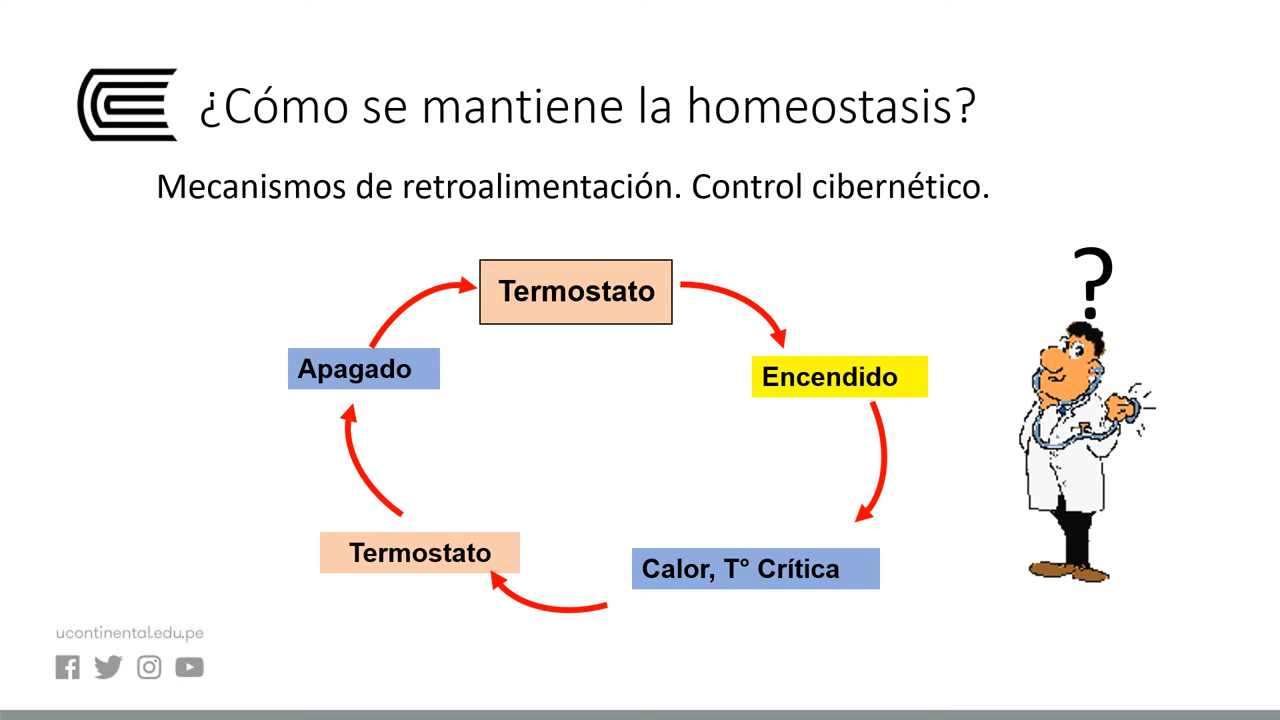 ¿Cómo se mantiene la homeostasis?
Mecanismos de retroalimentación. Control cibernético.
?
Termostato
Encendido
Calor, T° Crítica
Termostato
Apagado
ucontinental.edu.pe